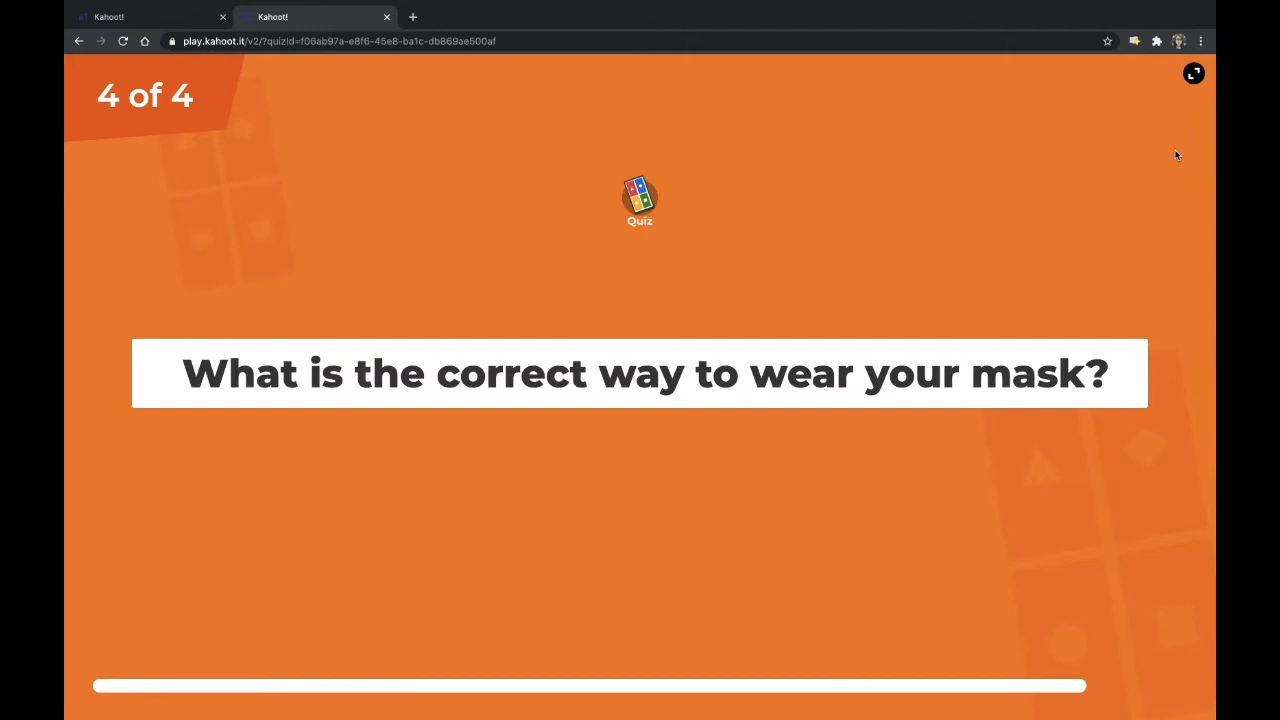 Kahoot!
Kahoot!
play.kahoot.it/v2/?quizId=f06ab97a-e8f6-45e8-ba1c-db869ae500af
4 of 4
Quiz
What is the correct way to wear your mask?